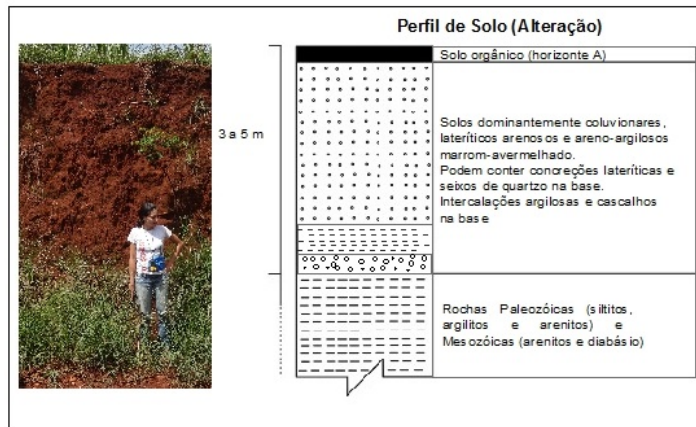 Perfil de Solo (Alteração)
Solo orgânico (horizonte A)
3 a 5 m
Solos dominantemente coluvionares,
lateríticos arenosos e areno-argilosos
marrom-avermelhado.
Podem conter concreções lateríticas e
seixos de quartzo na base.
Intercalações argilosas e cascalhos
na base
Rochas Paleozóicas (siltitos,
argilitos e arenitos) e
Mesozóicas (arenitos e diabásio)